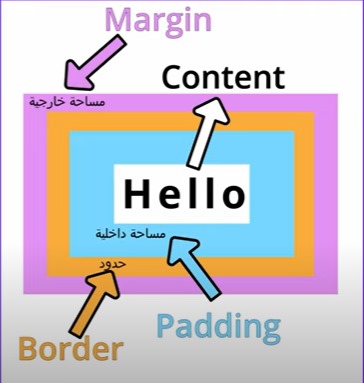 Margin
Content
مساحة خارجية
Hello
مساحة داخلية
حدود
Padding
Border